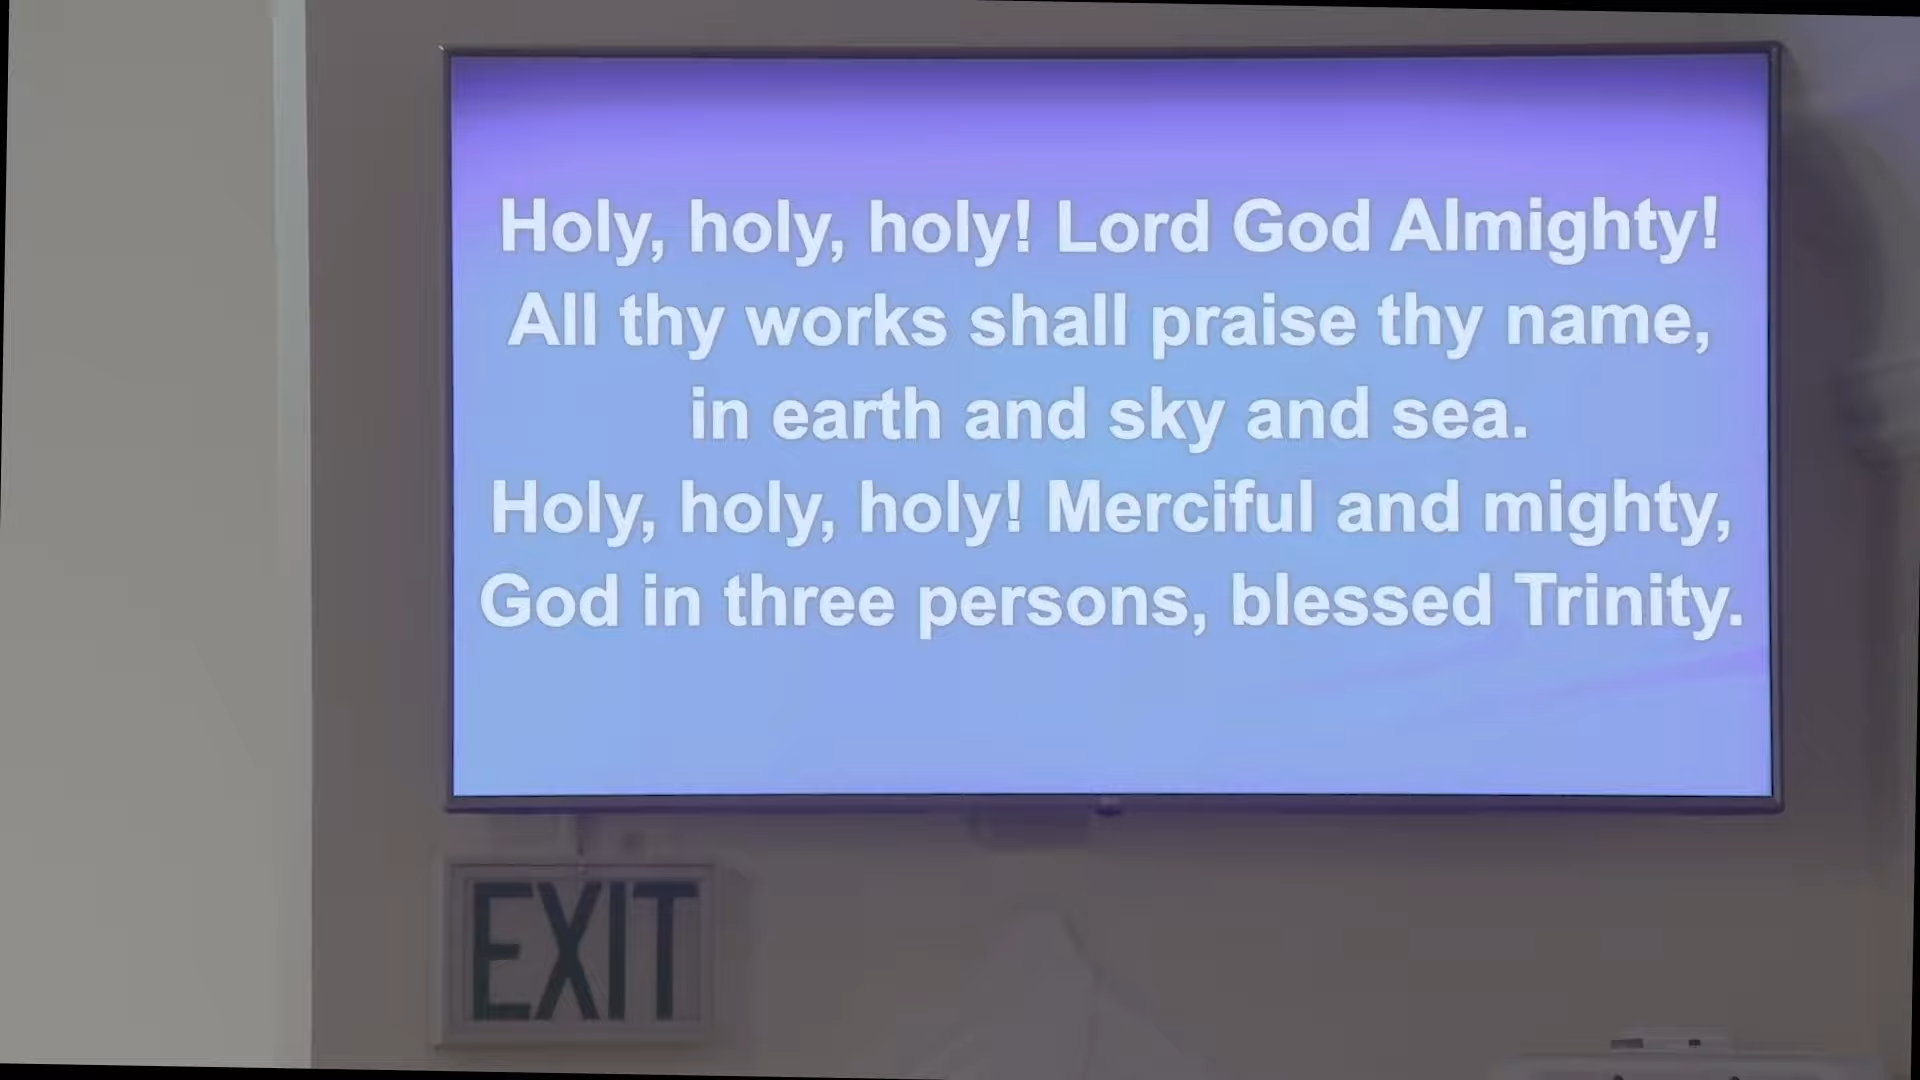 Holy, holy, holy! Lord God Almighty!
All thy works shall praise thy name,
in earth and sky and sea.
Holy, holy, holy! Merciful and mighty,
God in three persons, blessed Trinity.
EXIT